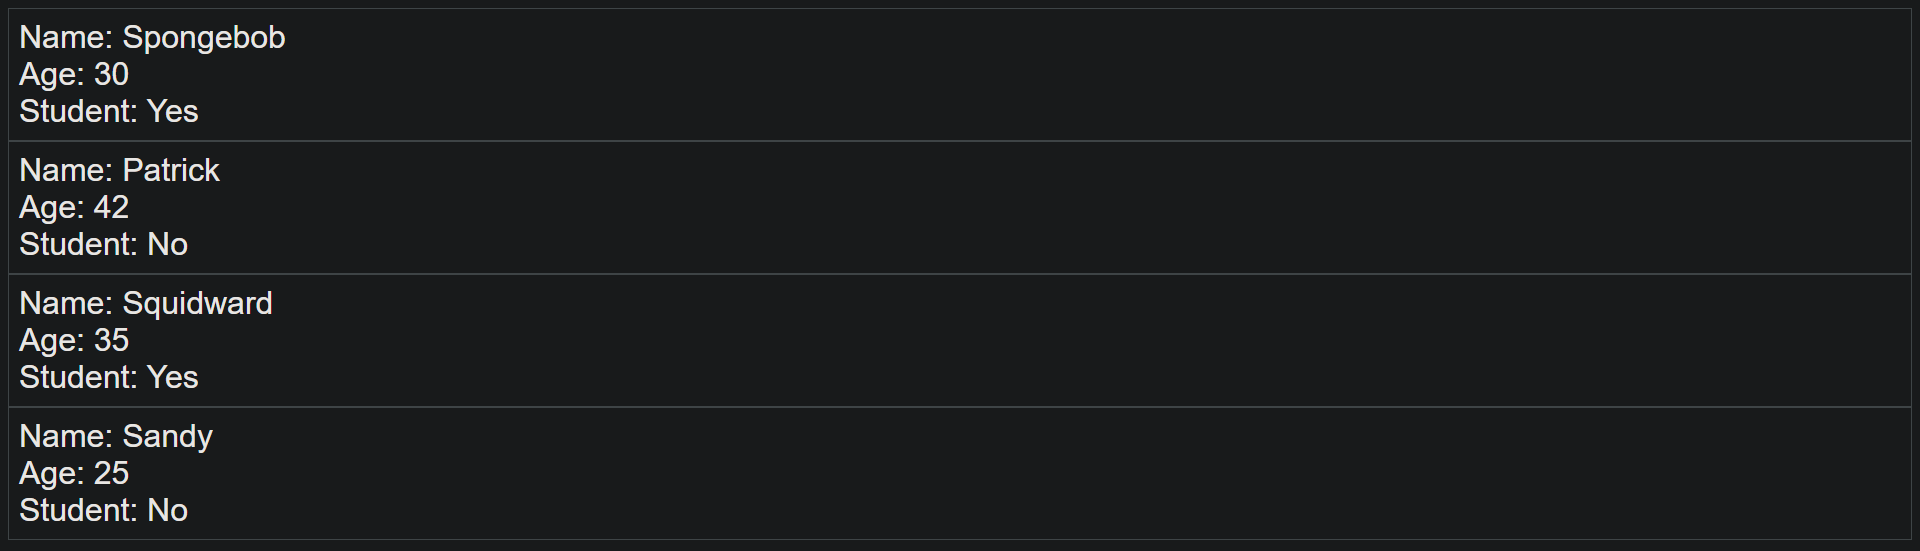 Name: Spongebob
Age: 30
Student: Yes
Name: Patrick
Age: 42
Student: No
Name: Squidward
Age: 35
Student: Yes
Name: Sandy
Age: 25
Student: No